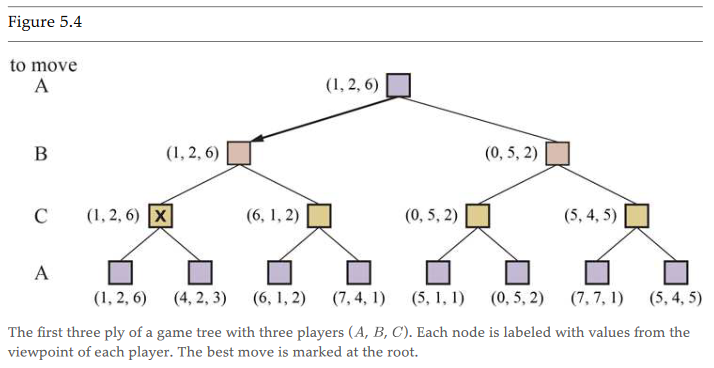 Figure 5.4
to move
A
(1, 2, 6)
B
(1, 2, 6)
(0, 5, 2)
C
(1, 2, 6)
X
(6, 1, 2)
(0, 5, 2)
(5, 4, 5)
A
(1, 2, 6)
(4, 2, 3)
(6, 1, 2)
(7, 4, 1)
(5, 1, 1)
(0, 5, 2)
(7, 7, 1)
(5, 4, 5)
The first three ply of a game tree with three players (A, B, C). Each node is labeled with values from the
viewpoint of each player. The best move is marked at the root.